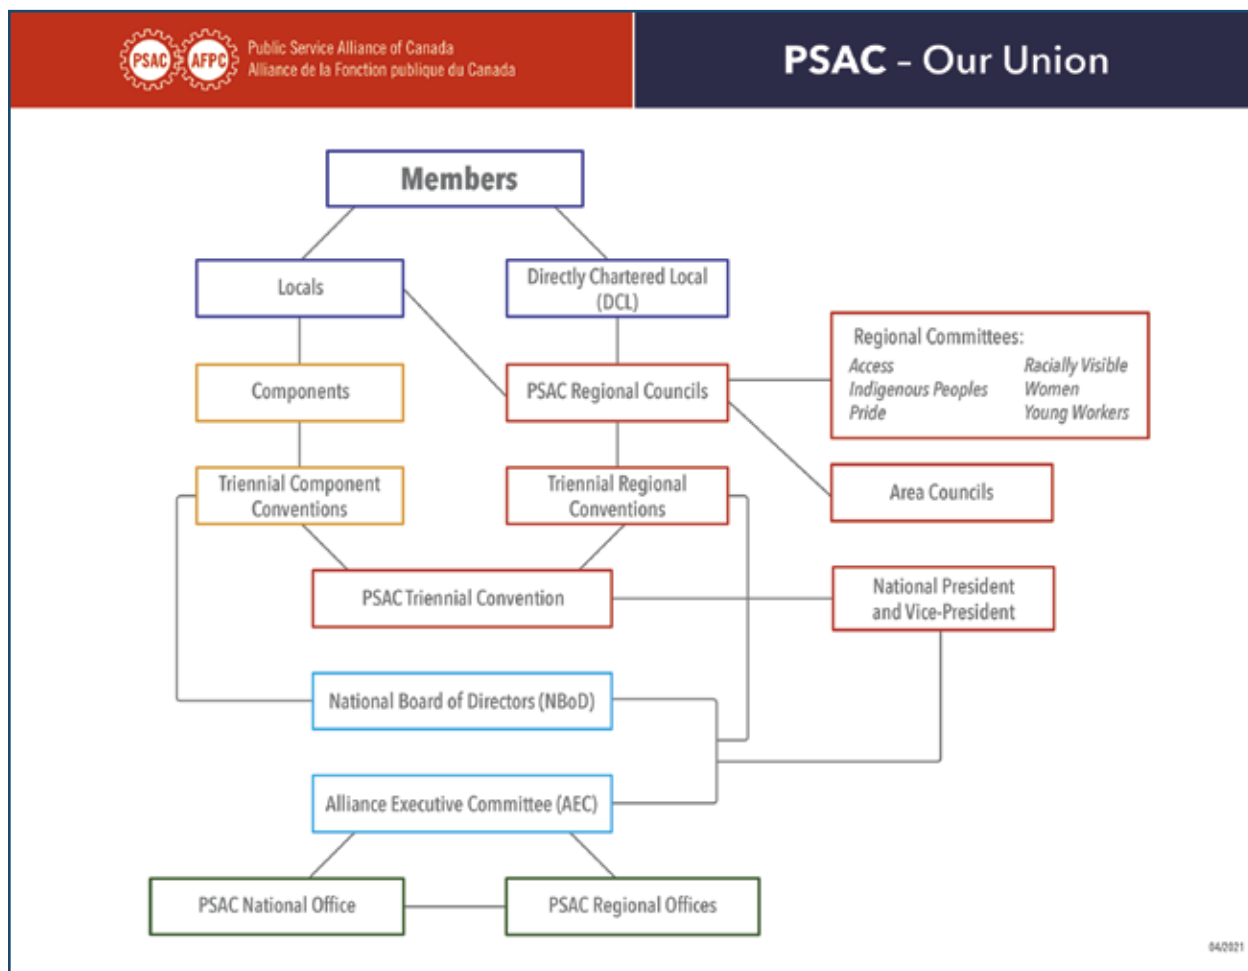 PSAC
AFPC
Public Service Alliance of Canada
Alliance de la Fonction publique du Canada
PSAC – Our Union
Members
Locals
Directly Chartered Local
(DCL)
Regional Committees:
Access
Racially Visible
Indigenous Peoples
Women
Pride
Young Workers
Components
PSAC Regional Councils
Triennial Component
Conventions
Triennial Regional
Conventions
Area Councils
PSAC Triennial Convention
National President
and Vice-President
National Board of Directors (NBoD)
Alliance Executive Committee (AEC)
PSAC National Office
PSAC Regional Offices
04/2021